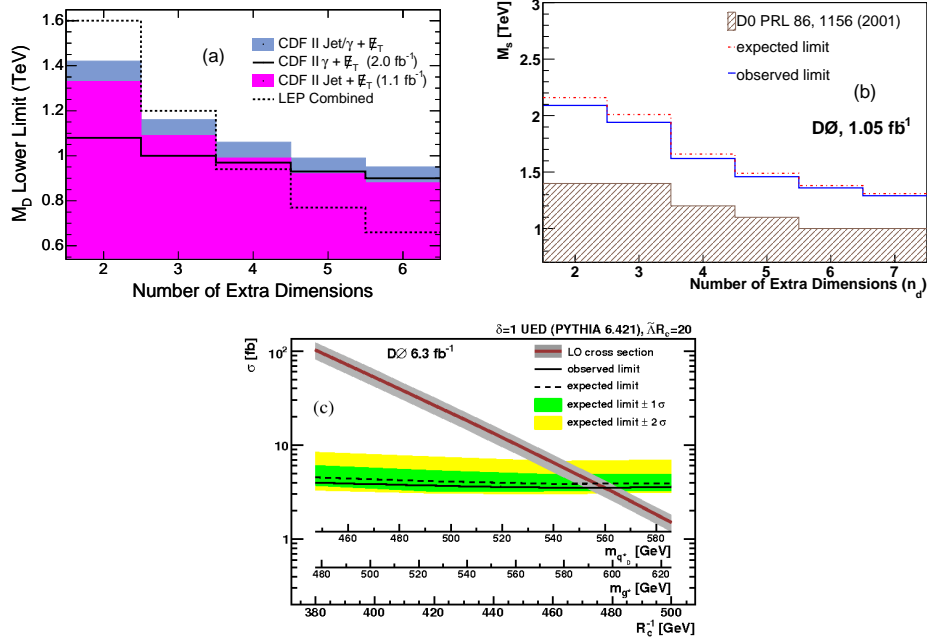 (a)
CDF II Jet/γ + E̸_T
CDF II γ + E̸_T (2.0 fb⁻¹)
CDF II Jet + E̸_T (1.1 fb⁻¹)
LEP Combined
M_D Lower Limit (TeV)
1.6
1.4
1.2
1
0.8
0.6
2 3 4 5 6
Number of Extra Dimensions
M_s [TeV]
D0 PRL 86, 1156 (2001)
expected limit
observed limit
(b)
DØ, 1.05 fb⁻¹
3
2.5
2
1.5
1
2 3 4 5 6 7
Number of Extra Dimensions (n_d)
δ=1 UED (PYTHIA 6.421), Λ̃R_c=20
σ [fb]
DØ 6.3 fb⁻¹
LO cross section
observed limit
expected limit
expected limit ± 1 σ
expected limit ± 2 σ
(c)
10²
10
1
460 480 500 520 540 560 580
m_q*_D [GeV]
480 500 520 540 560 580 600 620
m_g* [GeV]
380 400 420 440 460 480 500
R_c⁻¹ [GeV]